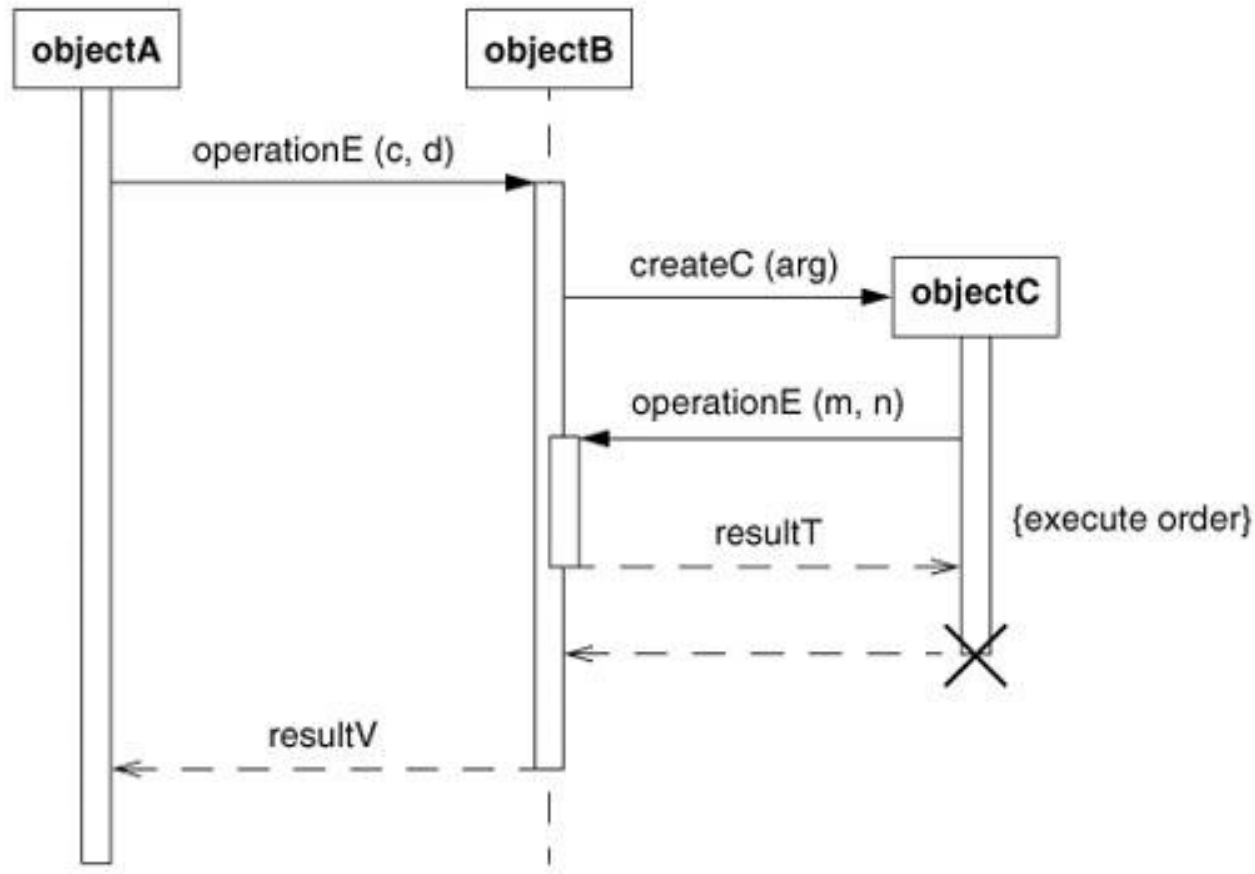 objectA
objectB
operationE (c, d)
createC (arg)
objectC
operationE (m, n)
{execute order}
resultT
resultV